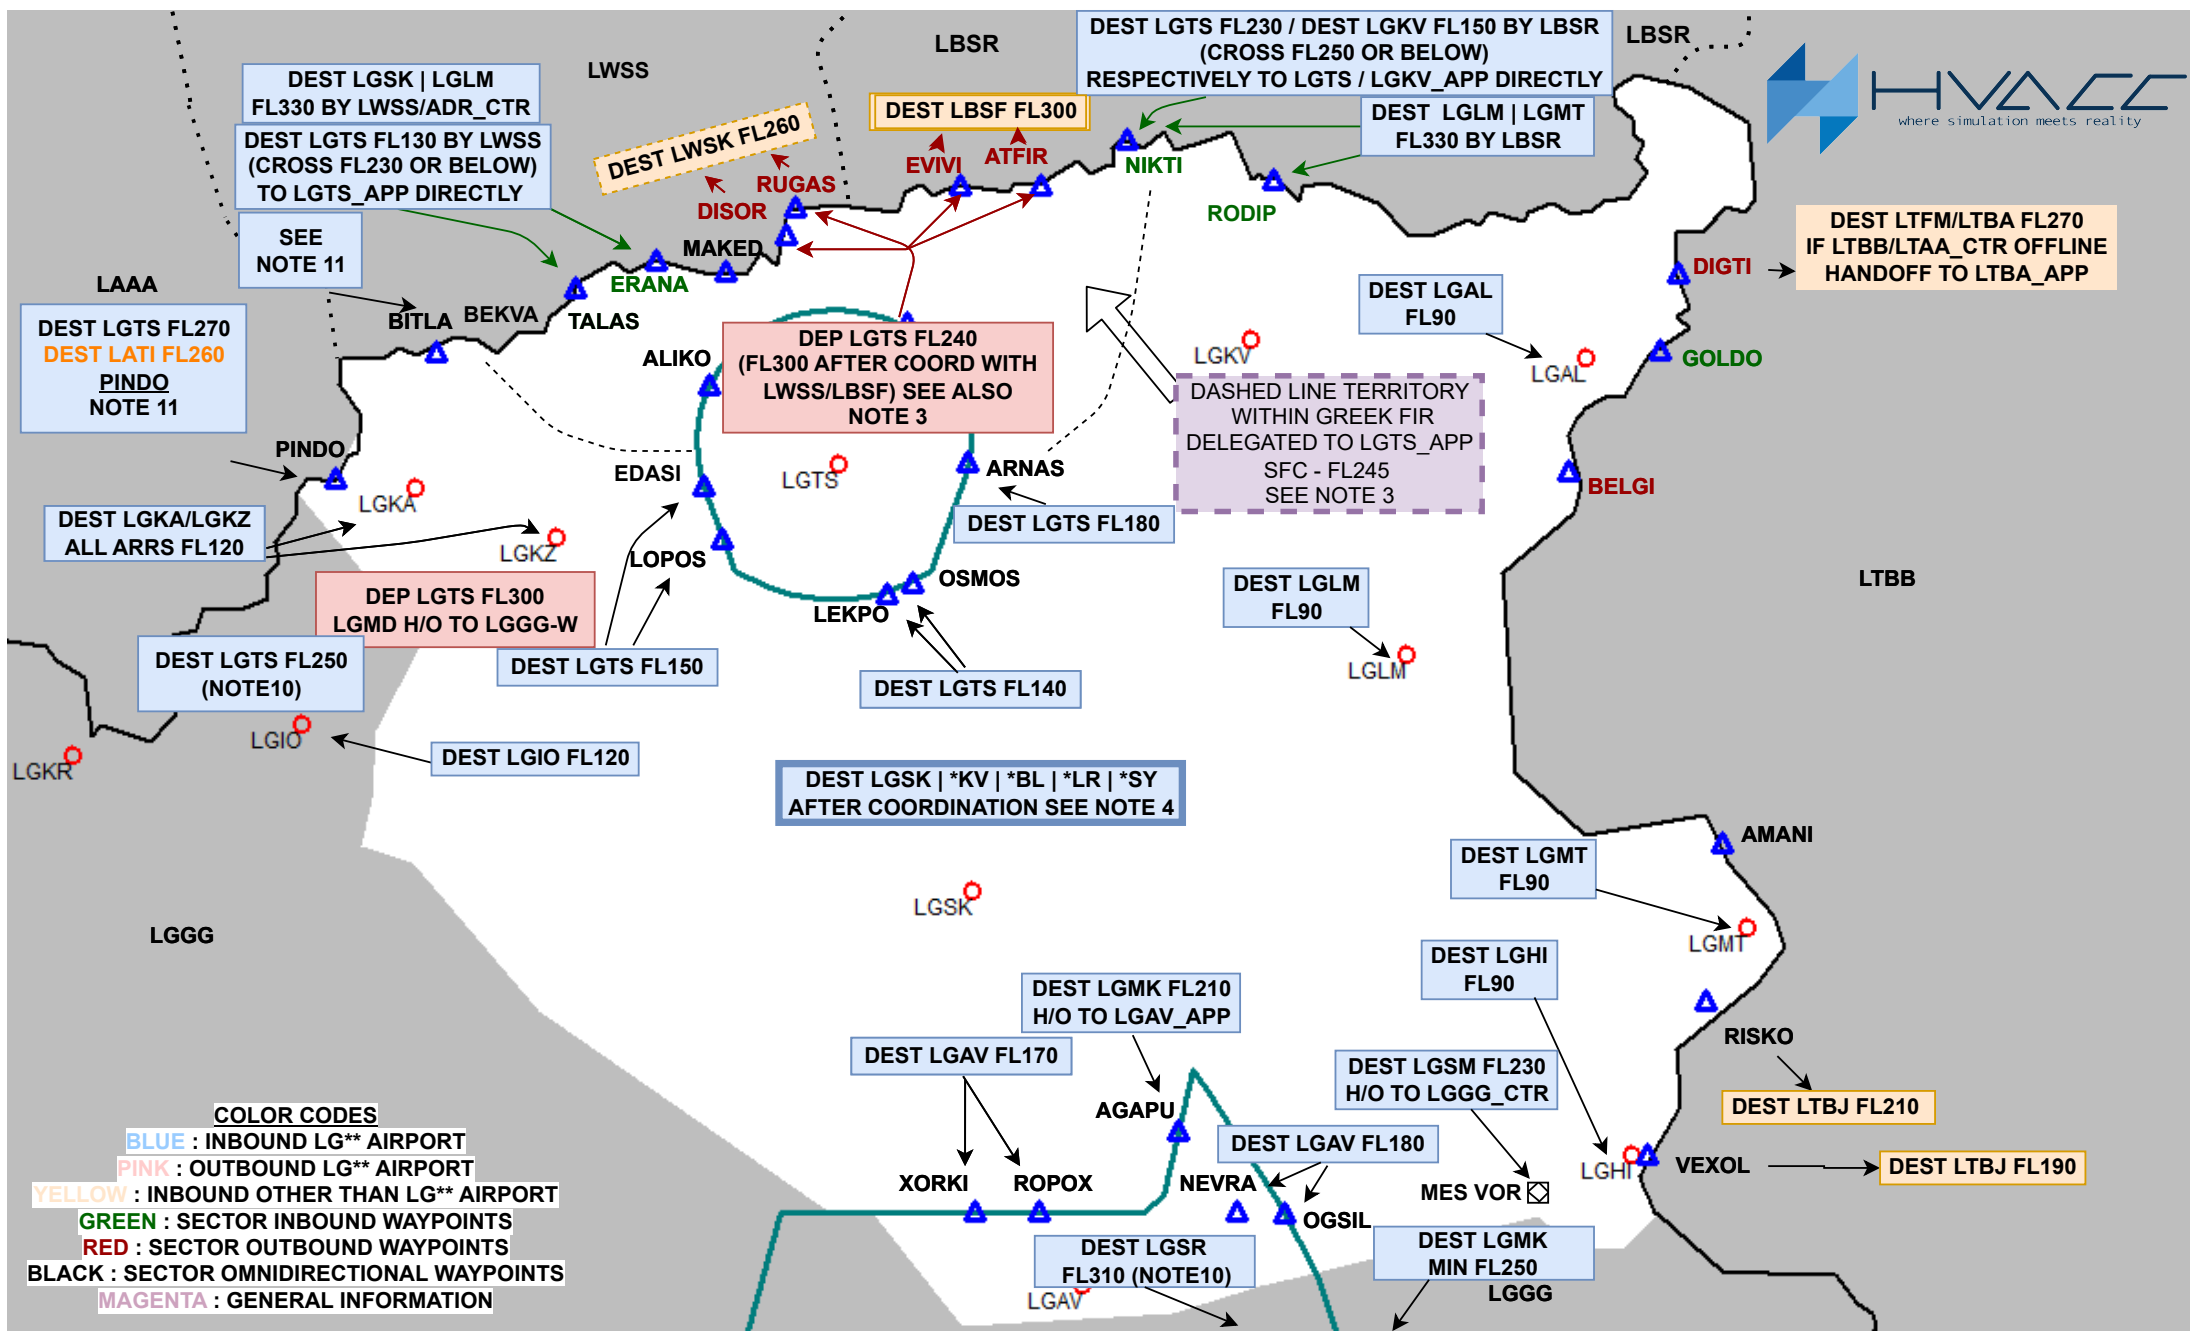 LBSR
DEST LGTS FL230 / DEST LGKV FL150 BY LBSR
(CROSS FL250 OR BELOW)
RESPECTIVELY TO LGTS / LGKV_APP DIRECTLY
LBSR
HVACC
where simulation meets reality
LWSS
DEST LGSK | LGLM
FL330 BY LWSS/ADR_CTR
DEST LGTS FL130 BY LWSS
(CROSS FL230 OR BELOW)
TO LGTS_APP DIRECTLY
DEST LWSK FL260
DEST LBSF FL300
DEST LGLM | LGMT
FL330 BY LBSR
EVIVI
ATFIR
NIKTI
RUGAS
DISOR
RODIP
SEE
NOTE 11
MAKED
ERANA
DIGTI
DEST LTFM/LTBA FL270
IF LTBB/LTAA_CTR OFFLINE
HANDOFF TO LTBA_APP
LAAA
DEST LGTS FL270
DEST LATI FL260
PINDO
NOTE 11
BITLA
BEKVA
TALAS
ALIKO
DEP LGTS FL240
(FL300 AFTER COORD WITH
LWSS/LBSF) SEE ALSO
NOTE 3
LGKV
DEST LGAL
FL90
LGAL
GOLDO
DASHED LINE TERRITORY
WITHIN GREEK FIR
DELEGATED TO LGTS_APP
SFC - FL245
SEE NOTE 3
PINDO
LGKA
EDASI
LGTS
ARNAS
BELGI
DEST LGKA/LGKZ
ALL ARRS FL120
LGKZ
LOPOS
DEST LGTS FL180
OSMOS
LEKPO
DEST LGLM
FL90
LTBB
DEP LGTS FL300
LGMD H/O TO LGGG-W
DEST LGTS FL250
(NOTE10)
DEST LGTS FL150
DEST LGTS FL140
LGLM
LGIO
LGKR
DEST LGIO FL120
DEST LGSK | *KV | *BL | *LR | *SY
AFTER COORDINATION SEE NOTE 4
AMANI
DEST LGMT
FL90
LGSK
LGMT
LGGG
DEST LGHI
FL90
DEST LGMK FL210
H/O TO LGAV_APP
RISKO
DEST LGAV FL170
DEST LGSM FL230
H/O TO LGGG_CTR
DEST LTBJ FL210
AGAPU
DEST LGAV FL180
LGHI
VEXOL
DEST LTBJ FL190
XORKI
ROPOX
NEVRA
MES VOR
OGSIL
DEST LGSR
FL310 (NOTE10)
DEST LGMK
MIN FL250
LGGG
LGAV
COLOR CODES
BLUE : INBOUND LG** AIRPORT
PINK : OUTBOUND LG** AIRPORT
YELLOW : INBOUND OTHER THAN LG** AIRPORT
GREEN : SECTOR INBOUND WAYPOINTS
RED : SECTOR OUTBOUND WAYPOINTS
BLACK : SECTOR OMNIDIRECTIONAL WAYPOINTS
MAGENTA : GENERAL INFORMATION